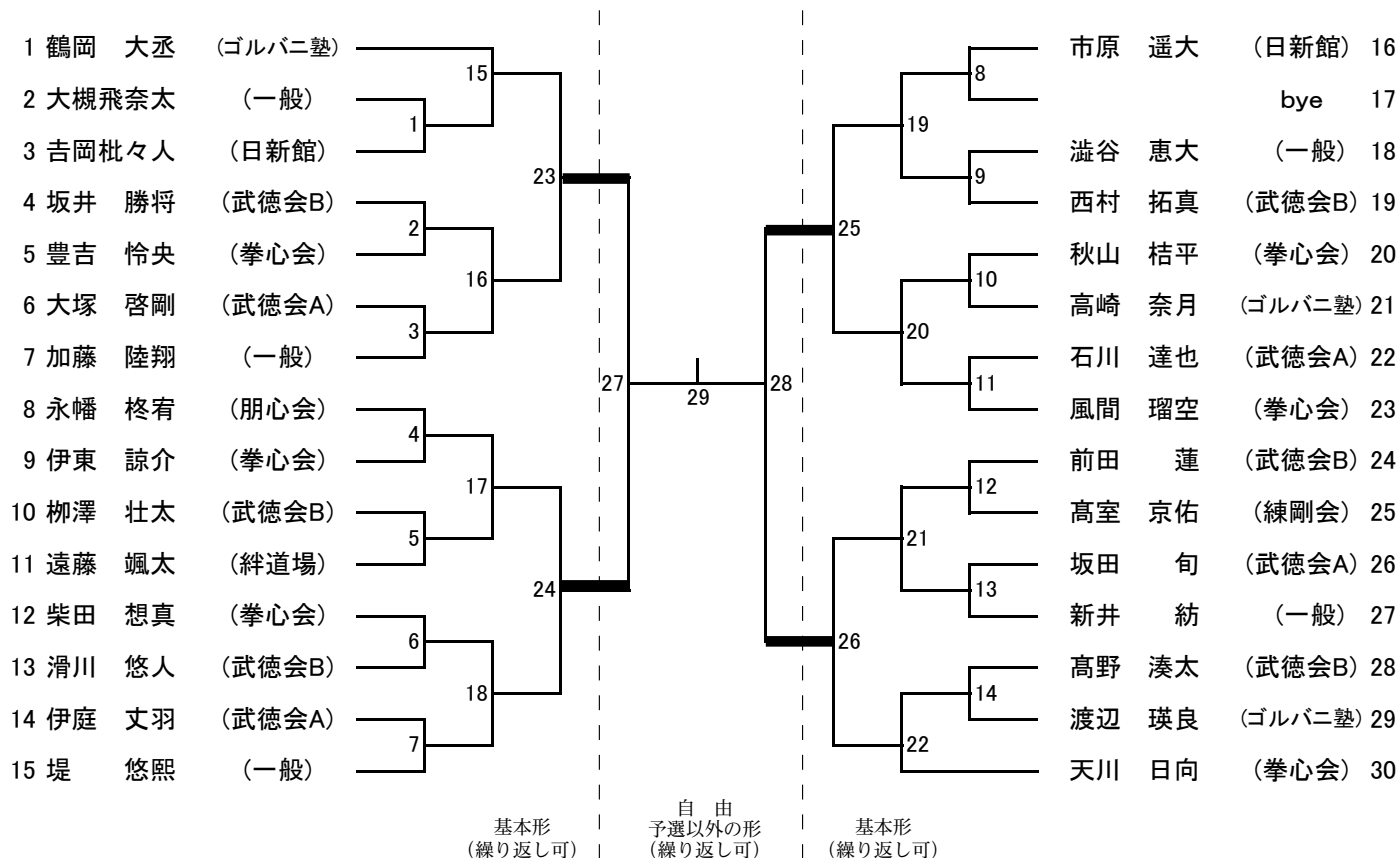 1 鶴岡 大丞 (ゴルバニ塾)
2 大槻飛奈太 (一般)
3 吉岡枇々人 (日新館)
4 坂井 勝将 (武徳会B)
5 豊吉 怜央 (拳心会)
6 大塚 啓剛 (武徳会A)
7 加藤 陸翔 (一般)
8 永幡 柊宥 (朋心会)
9 伊東 諒介 (拳心会)
10 栁澤 壮太 (武徳会B)
11 遠藤 颯太 (絆道場)
12 柴田 想真 (拳心会)
13 滑川 悠人 (武徳会B)
14 伊庭 丈羽 (武徳会A)
15 堤 悠熙 (一般)
1
2
3
4
5
6
7
15
16
17
18
23
24
27
29
28
25
26
19
20
21
22
8
9
10
11
12
13
14
市原 遥大 (日新館) 16
bye 17
澁谷 恵大 (一般) 18
西村 拓真 (武徳会B) 19
秋山 桔平 (拳心会) 20
高崎 奈月 (ゴルバニ塾) 21
石川 達也 (武徳会A) 22
風間 瑠空 (拳心会) 23
前田 蓮 (武徳会B) 24
髙室 京佑 (練剛会) 25
坂田 旬 (武徳会A) 26
新井 紡 (一般) 27
髙野 湊太 (武徳会B) 28
渡辺 瑛良 (ゴルバニ塾) 29
天川 日向 (拳心会) 30
基本形
(繰り返し可)
自 由
予選以外の形
(繰り返し可)
基本形
(繰り返し可)